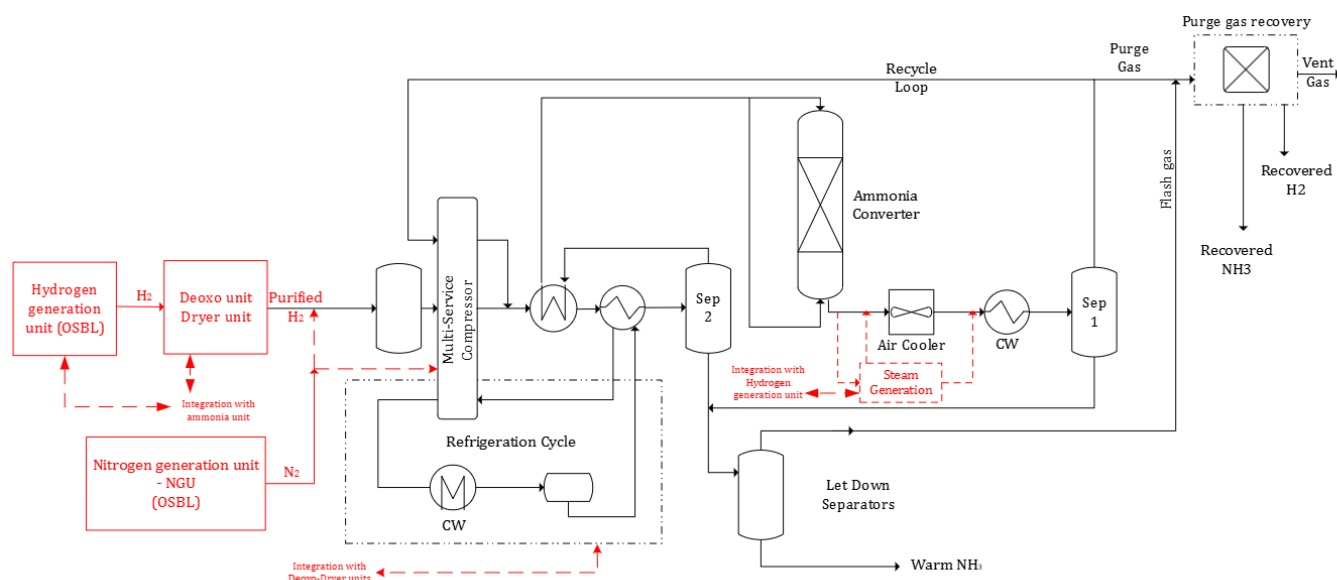 Purge gas recovery
Purge
Gas
Vent
Gas
Recycle
Loop
Flash gas
Recovered
H2
Recovered
NH3
Ammonia
Converter
Hydrogen
generation
unit (OSBL)
H2
Deoxo unit
Dryer unit
Purified
H2
Multi-Service
Compressor
Sep
2
Air Cooler
CW
Sep
1
Steam
Generation
Integration with
Hydrogen
generation unit
Integration with
ammonia unit
Nitrogen generation unit
- NGU
(OSBL)
N2
Refrigeration Cycle
CW
Let Down
Separators
Integration with
Deoxo-Dryer units
Warm NH3